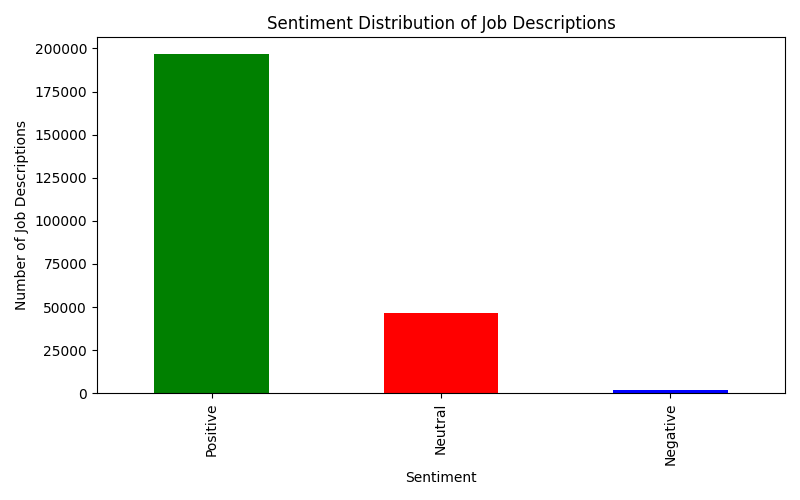 Sentiment Distribution of Job Descriptions
Number of Job Descriptions
200000
175000
150000
125000
100000
75000
50000
25000
0
Positive
Neutral
Negative
Sentiment